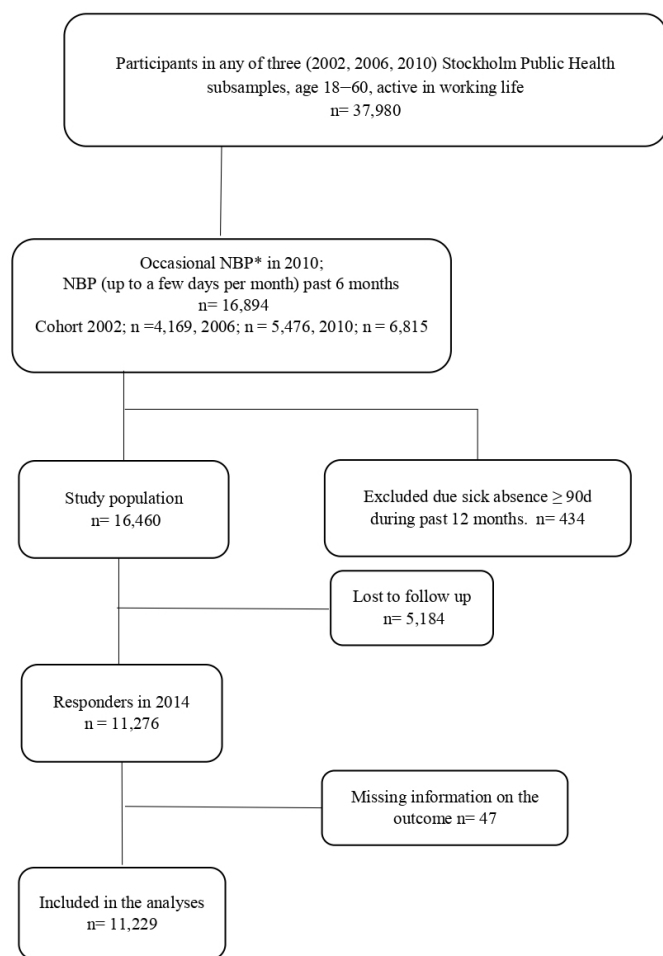 Participants in any of three (2002, 2006, 2010) Stockholm Public Health
subsamples, age 18–60, active in working life
n= 37,980
Occasional NBP* in 2010;
NBP (up to a few days per month) past 6 months
n= 16,894
Cohort 2002; n =4,169, 2006; n = 5,476, 2010; n = 6,815
Study population
n= 16,460
Excluded due sick absence ≥ 90d
during past 12 months.  n= 434
Lost to follow up
n= 5,184
Responders in 2014
n = 11,276
Missing information on the
outcome n= 47
Included in the analyses
n= 11,229